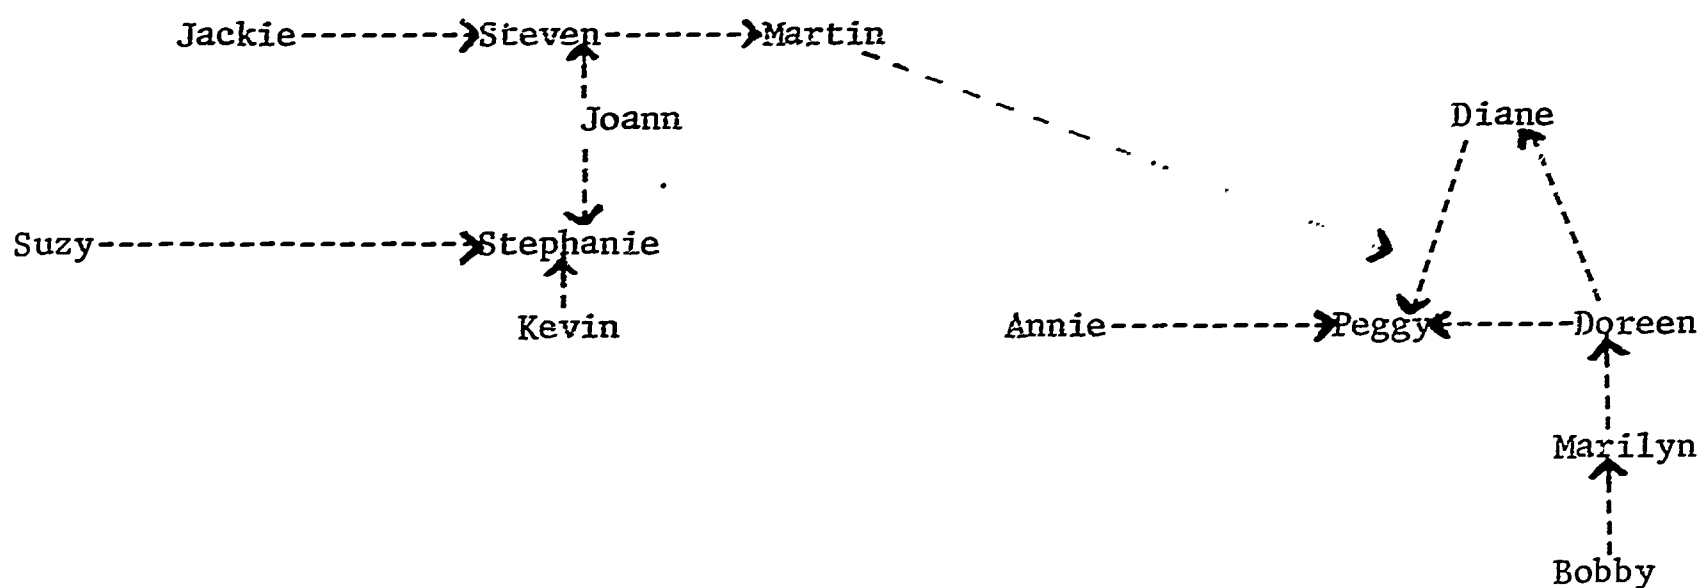 Jackie Steven Martin
Joann
Diane
Suzy Stephanie
Kevin
Annie Peggy Doreen
Marilyn
Bobby